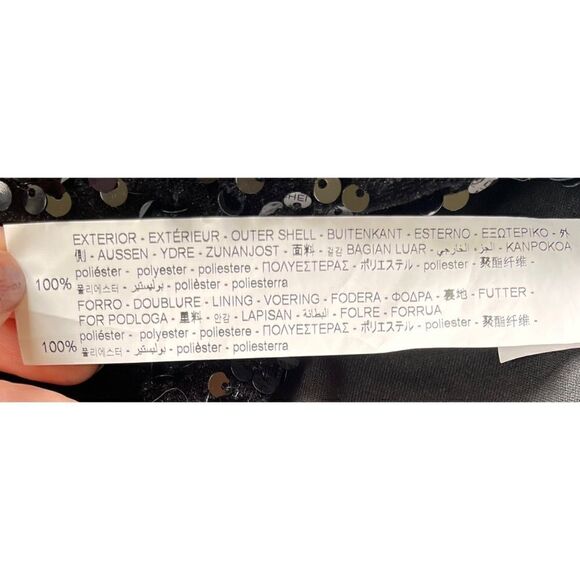 EXTERIOR - EXTÉRIEUR - OUTER SHELL - BUITENKANT - ESTERNO - ΕΞΩΤΕΡΙΚΟ - 外
側 - AUSSEN - YDRE - ZUNANJOST - 面料 - 겉감 BAGIAN LUAR - الجزء الخارجي - KANPOKOA
100% poliéster - polyester - poliestere - ΠΟΛΥΕΣΤΕΡΑΣ - ポリエステル - poliester - 聚酯纤维 -
폴리에스터 - بوليستير - polièster - poliesterra
FORRO - DOUBLURE - LINING - VOERING - FODERA - ΦΟΔΡΑ - 裏地 - FUTTER -
FOR PODLOGA - 里料 - 안감 - LAPISAN - البطانة - FOLRE - FORRUA
100% poliéster - polyester - poliestere - ΠΟΛΥΕΣΤΕΡΑΣ - ポリエステル - poliester - 聚酯纤维 -
폴리에스터 - بوليستير - polièster - poliesterra